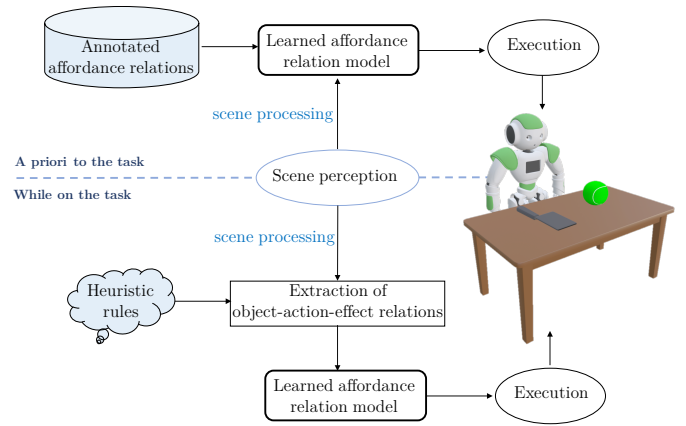 Annotated
affordance relations
Learned affordance
relation model
Execution
scene processing
A priori to the task
Scene perception
While on the task
scene processing
Heuristic
rules
Extraction of
object-action-effect relations
Learned affordance
relation model
Execution